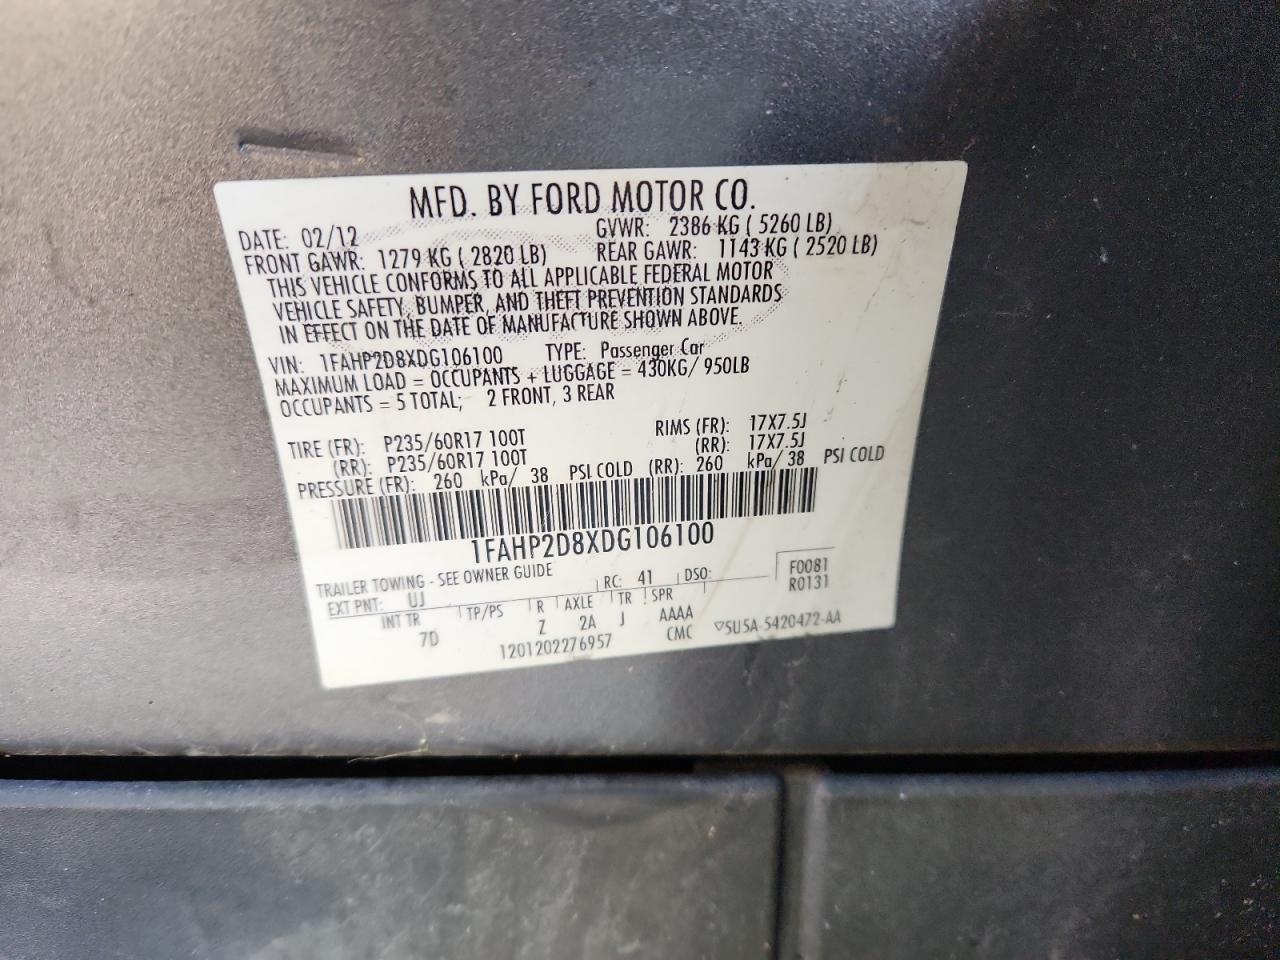 MFD. BY FORD MOTOR CO.
DATE: 02/12 GVWR: 2386 KG ( 5260 LB)
FRONT GAWR: 1279 KG ( 2820 LB) REAR GAWR: 1143 KG ( 2520 LB)
THIS VEHICLE CONFORMS TO ALL APPLICABLE FEDERAL MOTOR
VEHICLE SAFETY, BUMPER, AND THEFT PREVENTION STANDARDS
IN EFFECT ON THE DATE OF MANUFACTURE SHOWN ABOVE.
VIN: 1FAHP2D8XDG106100 TYPE: Passenger Car
MAXIMUM LOAD = OCCUPANTS + LUGGAGE = 430KG/ 950LB
OCCUPANTS = 5 TOTAL; 2 FRONT, 3 REAR
TIRE (FR): P235/60R17 100T RIMS (FR): 17X7.5J
(RR): P235/60R17 100T (RR): 17X7.5J
PRESSURE (FR): 260 kPa/ 38 PSI COLD (RR): 260 kPa/ 38 PSI COLD
1FAHP2D8XDG106100
TRAILER TOWING - SEE OWNER GUIDE
EXT PNT: UJ RC: 41 DSO: F0081
R0131
INT TR TP/PS R AXLE TR SPR
7D Z 2A J AAAA
1201202276957 CMC ▽5U5A-5420472-AA